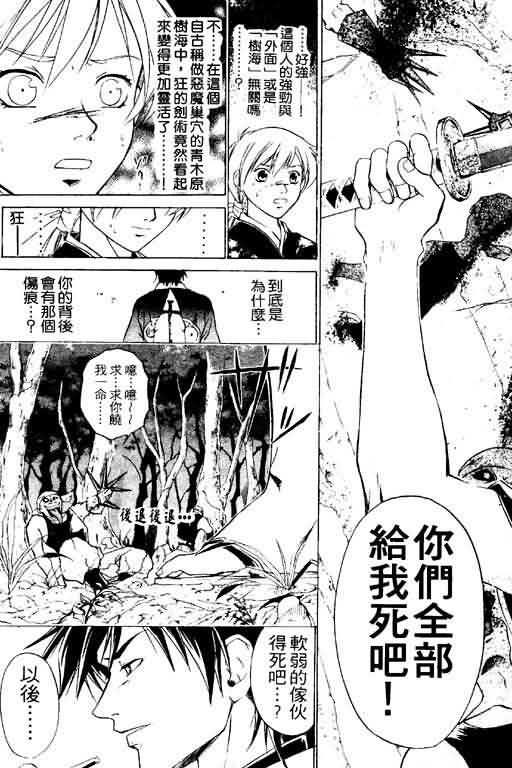 你們全部
給我死吧！
……好強
這個人的強勁與
「外面」或是
「樹海」無關嗎
……？
不……在這個
自古稱做惡魔巢穴的青木原
樹海中，狂的劍術竟然看起
來變得更加靈活了……！
……
狂—
到底是
為什麼…
你的背後
會有那個
傷痕…？
噫…噫～～
求…求你饒
我一命……
後退後退…
軟弱的傢伙
得死吧…？
以後……